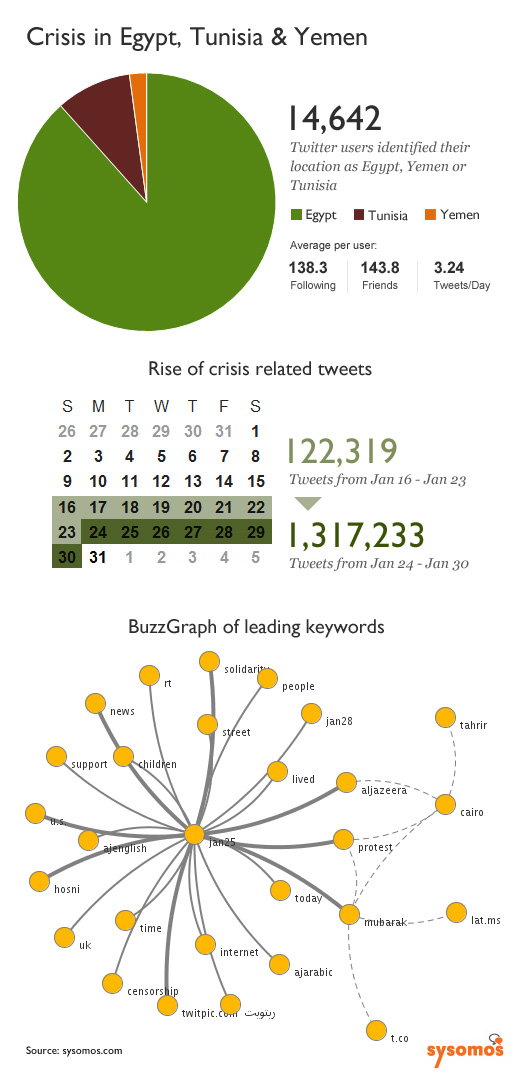 Crisis in Egypt, Tunisia & Yemen
14,642
Twitter users identified their
location as Egypt, Yemen or
Tunisia
Egypt Tunisia Yemen
Average per user:
138.3 143.8 3.24
Following Friends Tweets/Day
Rise of crisis related tweets
S M T W T F S
26 27 28 29 30 31 1
2 3 4 5 6 7 8
9 10 11 12 13 14 15
16 17 18 19 20 21 22
23 24 25 26 27 28 29
30 31 1 2 3 4 5
122,319
Tweets from Jan 16 - Jan 23
1,317,233
Tweets from Jan 24 - Jan 30
BuzzGraph of leading keywords
solidarity
rt
people
news
jan28
tahrir
street
support
children
lived
aljazeera
cairo
u.s.
ajenglish
jan25
protest
hosni
today
mubarak
lat.ms
time
uk
internet
ajarabic
censorship
twitpic.com
t.co
Source: sysomos.com
sysomos